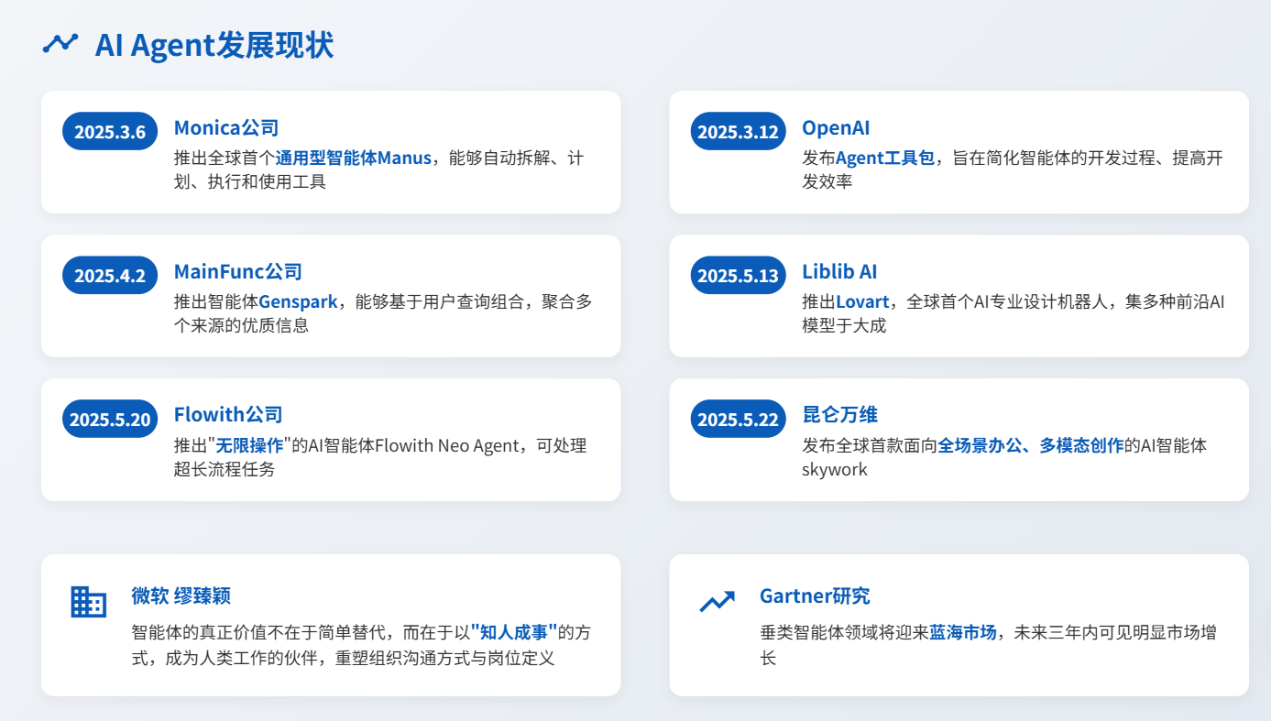 AI Agent发展现状
2025.3.6
Monica公司
推出全球首个通用型智能体Manus，能够自动拆解、计
划、执行和使用工具
2025.3.12
OpenAI
发布Agent工具包，旨在简化智能体的开发过程、提高开
发效率
2025.4.2
MainFunc公司
推出智能体Genspark，能够基于用户查询组合，聚合多
个来源的优质信息
2025.5.13
Liblib AI
推出Lovart，全球首个AI专业设计机器人，集多种前沿AI
模型于大成
2025.5.20
Flowith公司
推出"无限操作"的AI智能体Flowith Neo Agent，可处理
超长流程任务
2025.5.22
昆仑万维
发布全球首款面向全场景办公、多模态创作的AI智能体
skywork
微软 缪臻颖
智能体的真正价值不在于简单替代，而在于以"知人成事"的方
式，成为人类工作的伙伴，重塑组织沟通方式与岗位定义
Gartner研究
垂类智能体领域将迎来蓝海市场，未来三年内可见明显市场增
长